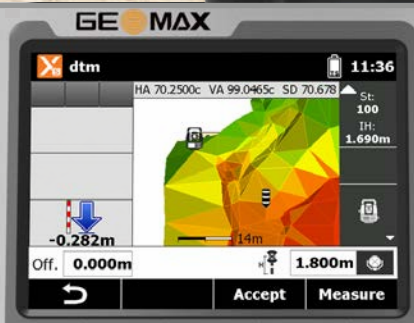 GEOMAX
dtm
11:36
HA 70.2500c VA 99.0465c SD 70.678
St:
100
IH:
1.690m
-0.282m
14m
Off. 0.000m
H
1.800m
Accept Measure